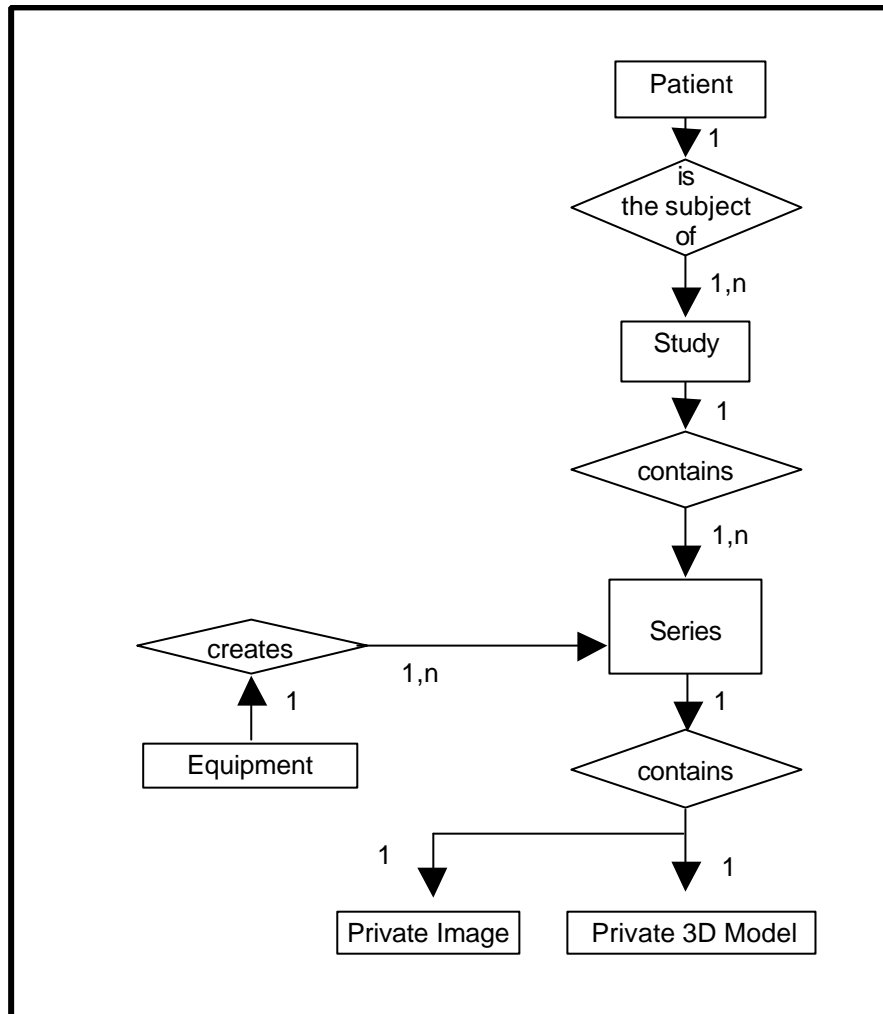 Patient
1
is
the subject
of
1,n
Study
1
contains
1,n
Series
creates
1,n
1
1
Equipment
contains
1
1
Private Image
Private 3D Model